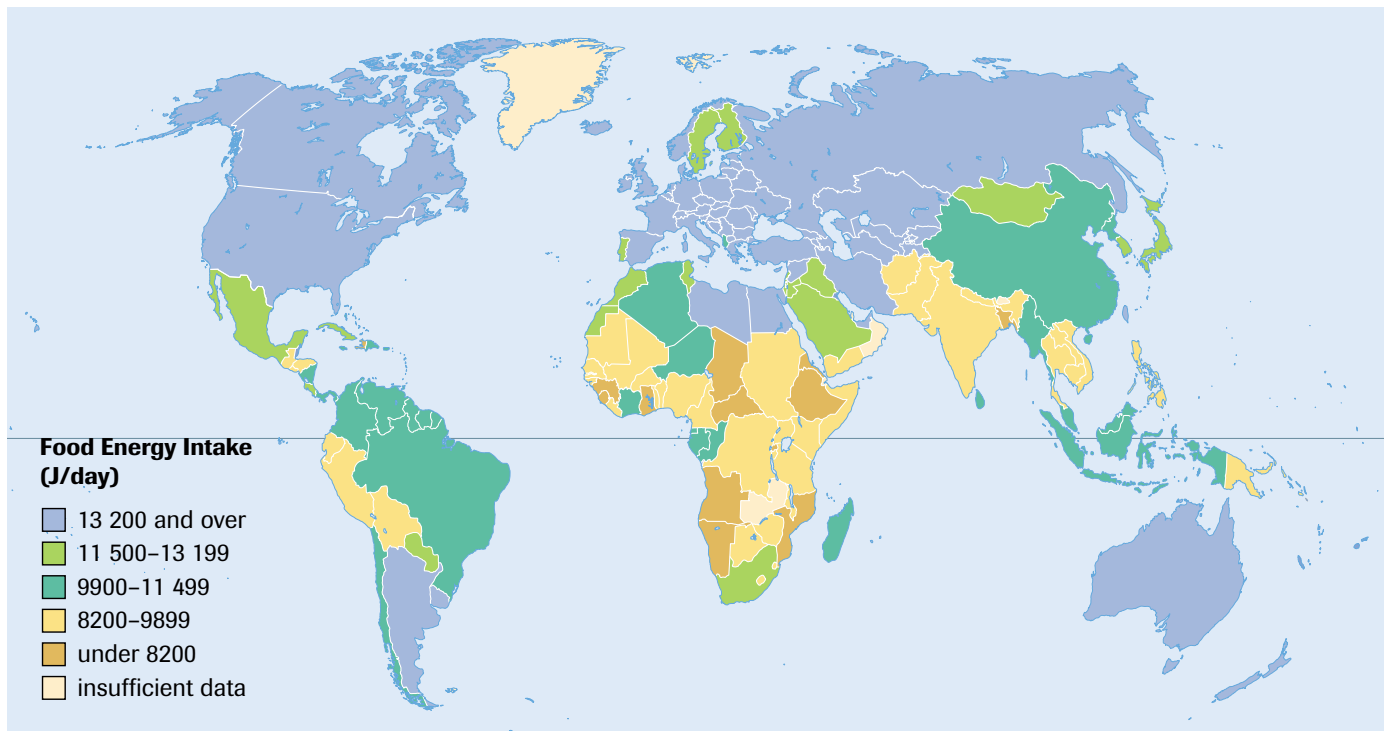 Food Energy Intake
(J/day)
13 200 and over
11 500–13 199
9900–11 499
8200–9899
under 8200
insufficient data